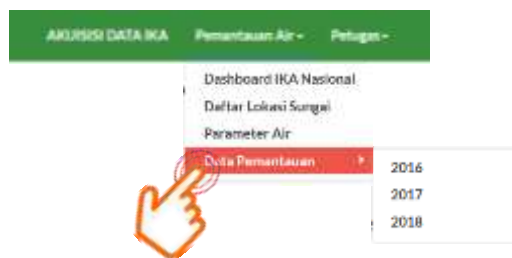 AKUISISI DATA IKA Pemantauan Air Petugas
Dashboard IKA Nasional
Daftar Lokasi Sungai
Parameter Air
Data Pemantauan
2016
2017
2018